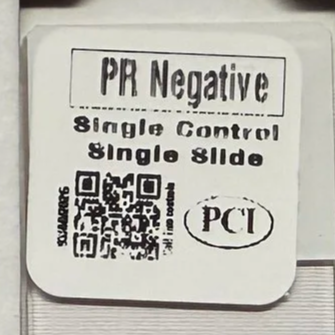 PR Negative
Single Control
Single Slide
PCI